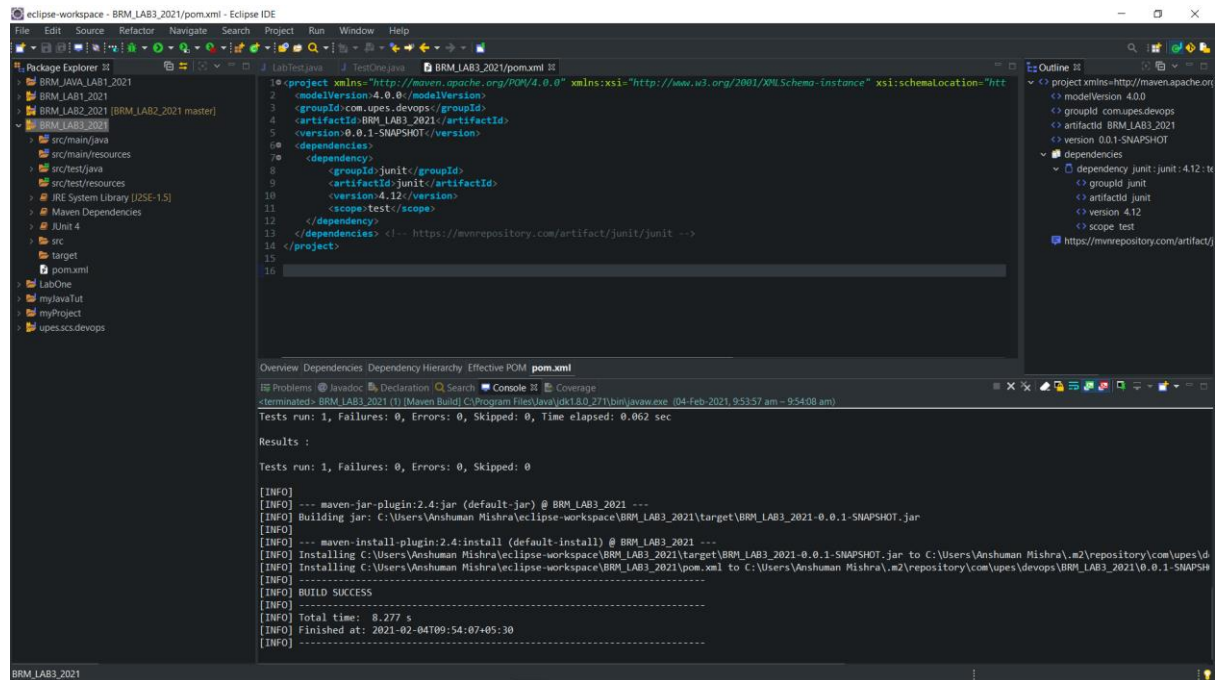 eclipse-workspace - BRM_LAB3_2021/pom.xml - Eclipse IDE
File Edit Source Refactor Navigate Search Project Run Window Help
Package Explorer
BRM_JAVA_LAB1_2021
BRM_LAB1_2021
BRM_LAB2_2021 [BRM_LAB2_2021 master]
BRM_LAB3_2021
src/main/java
src/main/resources
src/test/java
src/test/resources
JRE System Library [J2SE-1.5]
Maven Dependencies
JUnit 4
src
target
pom.xml
LabOne
myJavaTut
myProject
upes.scs.devops
LabTest.java TestOne.java BRM_LAB3_2021/pom.xml
1 <project xmlns="http://maven.apache.org/POM/4.0.0" xmlns:xsi="http://www.w3.org/2001/XMLSchema-instance" xsi:schemaLocation="htt
2 <modelVersion>4.0.0</modelVersion>
3 <groupId>com.upes.devops</groupId>
4 <artifactId>BRM_LAB3_2021</artifactId>
5 <version>0.0.1-SNAPSHOT</version>
6 <dependencies>
7 <dependency>
8 <groupId>junit</groupId>
9 <artifactId>junit</artifactId>
10 <version>4.12</version>
11 <scope>test</scope>
12 </dependency>
13 </dependencies> <!-- https://mvnrepository.com/artifact/junit/junit -->
14 </project>
15
16
Overview Dependencies Dependency Hierarchy Effective POM pom.xml
Outline
project xmlns=http://maven.apache.org
modelVersion 4.0.0
groupId com.upes.devops
artifactId BRM_LAB3_2021
version 0.0.1-SNAPSHOT
dependencies
dependency junit : junit : 4.12 : te
groupId junit
artifactId junit
version 4.12
scope test
https://mvnrepository.com/artifact/j
Problems Javadoc Declaration Search Console Coverage
<terminated> BRM_LAB3_2021 (1) [Maven Build] C:\Program Files\Java\jdk1.8.0_271\bin\javaw.exe (04-Feb-2021, 9:53:57 am – 9:54:08 am)
Tests run: 1, Failures: 0, Errors: 0, Skipped: 0, Time elapsed: 0.062 sec
Results :
Tests run: 1, Failures: 0, Errors: 0, Skipped: 0
[INFO]
[INFO] --- maven-jar-plugin:2.4:jar (default-jar) @ BRM_LAB3_2021 ---
[INFO] Building jar: C:\Users\Anshuman Mishra\eclipse-workspace\BRM_LAB3_2021\target\BRM_LAB3_2021-0.0.1-SNAPSHOT.jar
[INFO]
[INFO] --- maven-install-plugin:2.4:install (default-install) @ BRM_LAB3_2021 ---
[INFO] Installing C:\Users\Anshuman Mishra\eclipse-workspace\BRM_LAB3_2021\target\BRM_LAB3_2021-0.0.1-SNAPSHOT.jar to C:\Users\Anshuman Mishra\.m2\repository\com\upes\d
[INFO] Installing C:\Users\Anshuman Mishra\eclipse-workspace\BRM_LAB3_2021\pom.xml to C:\Users\Anshuman Mishra\.m2\repository\com\upes\devops\BRM_LAB3_2021\0.0.1-SNAPSH
[INFO] ------------------------------------------------------------------------
[INFO] BUILD SUCCESS
[INFO] ------------------------------------------------------------------------
[INFO] Total time: 8.277 s
[INFO] Finished at: 2021-02-04T09:54:07+05:30
[INFO] ------------------------------------------------------------------------
BRM_LAB3_2021